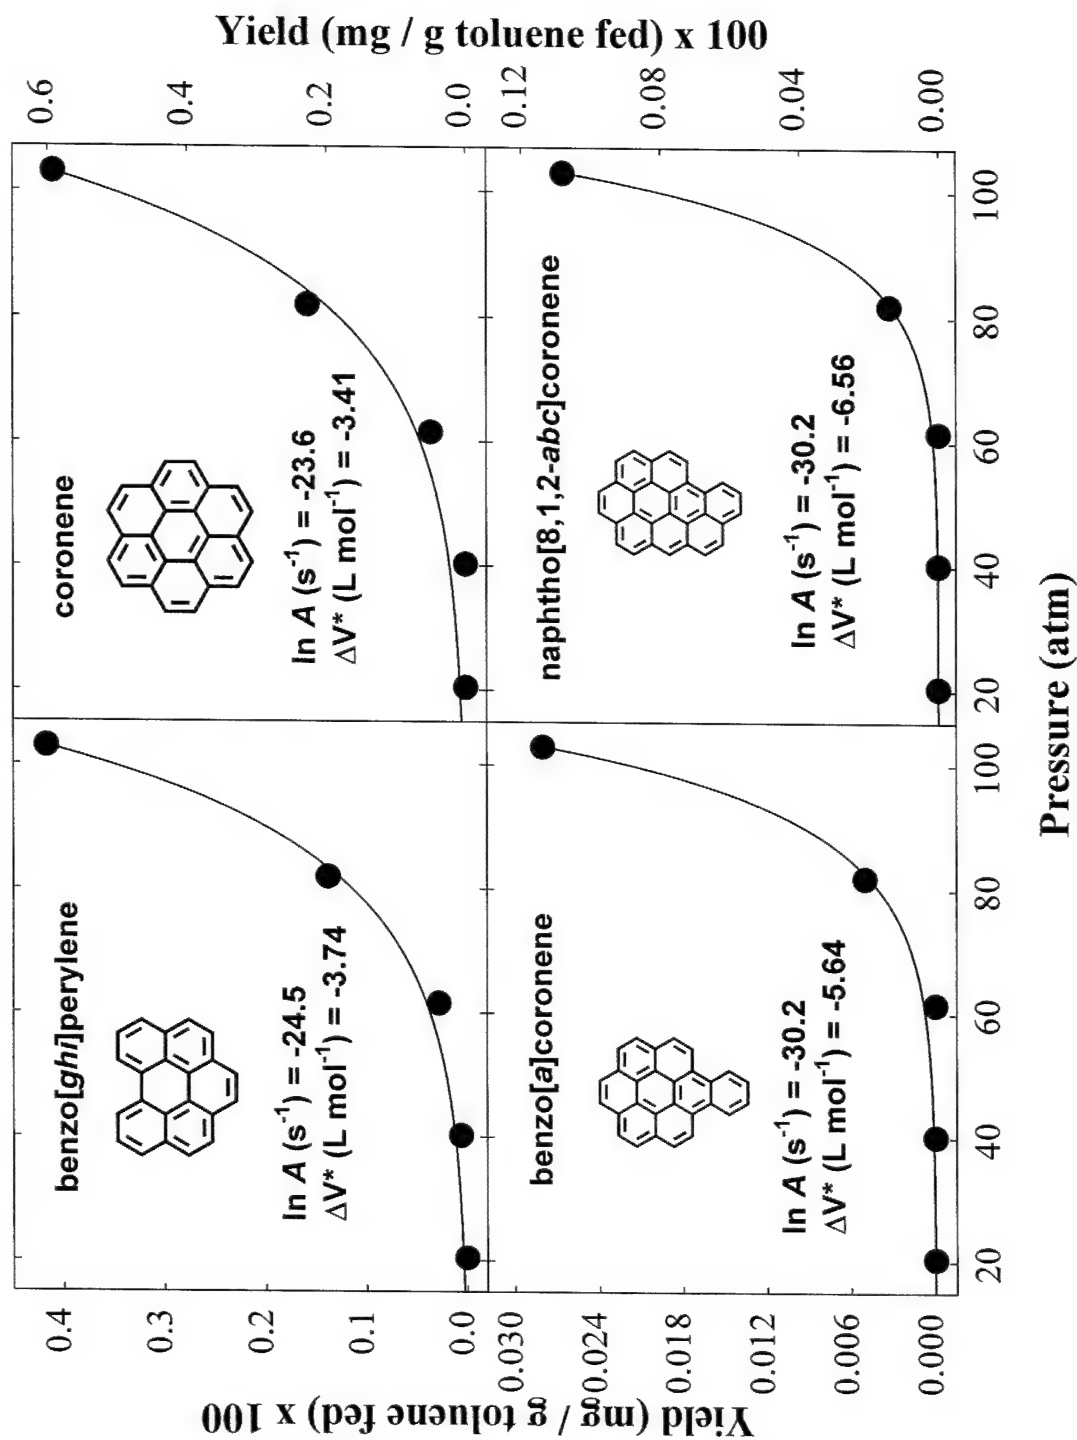 Yield (mg / g toluene fed) x 100
0.4
0.3
0.2
0.1
0.0
benzo[ghi]perylene
ln A (s⁻¹) = -24.5
ΔV* (L mol⁻¹) = -3.74
coronene
ln A (s⁻¹) = -23.6
ΔV* (L mol⁻¹) = -3.41
Yield (mg / g toluene fed) x 100
0.6
0.4
0.2
0.0
0.030
0.024
0.018
0.012
0.006
0.000
benzo[a]coronene
ln A (s⁻¹) = -30.2
ΔV* (L mol⁻¹) = -5.64
naphtho[8,1,2-abc]coronene
ln A (s⁻¹) = -30.2
ΔV* (L mol⁻¹) = -6.56
0.12
0.08
0.04
0.00
20 40 60 80 100
20 40 60 80 100
Pressure (atm)